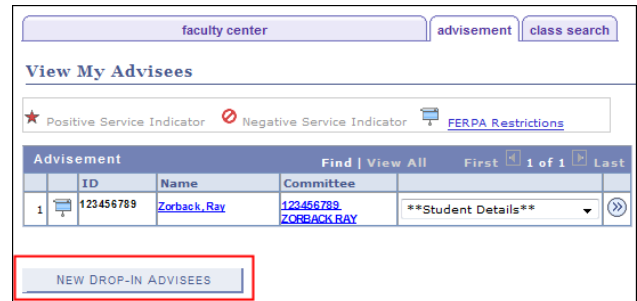 faculty center advisement class search
View My Advisees
Positive Service Indicator Negative Service Indicator FERPA Restrictions
Advisement Find | View All First 1 of 1 Last
ID Name Committee
1 123456789 Zorback,Ray 123456789 **Student Details**
ZORBACK RAY
NEW DROP-IN ADVISEES